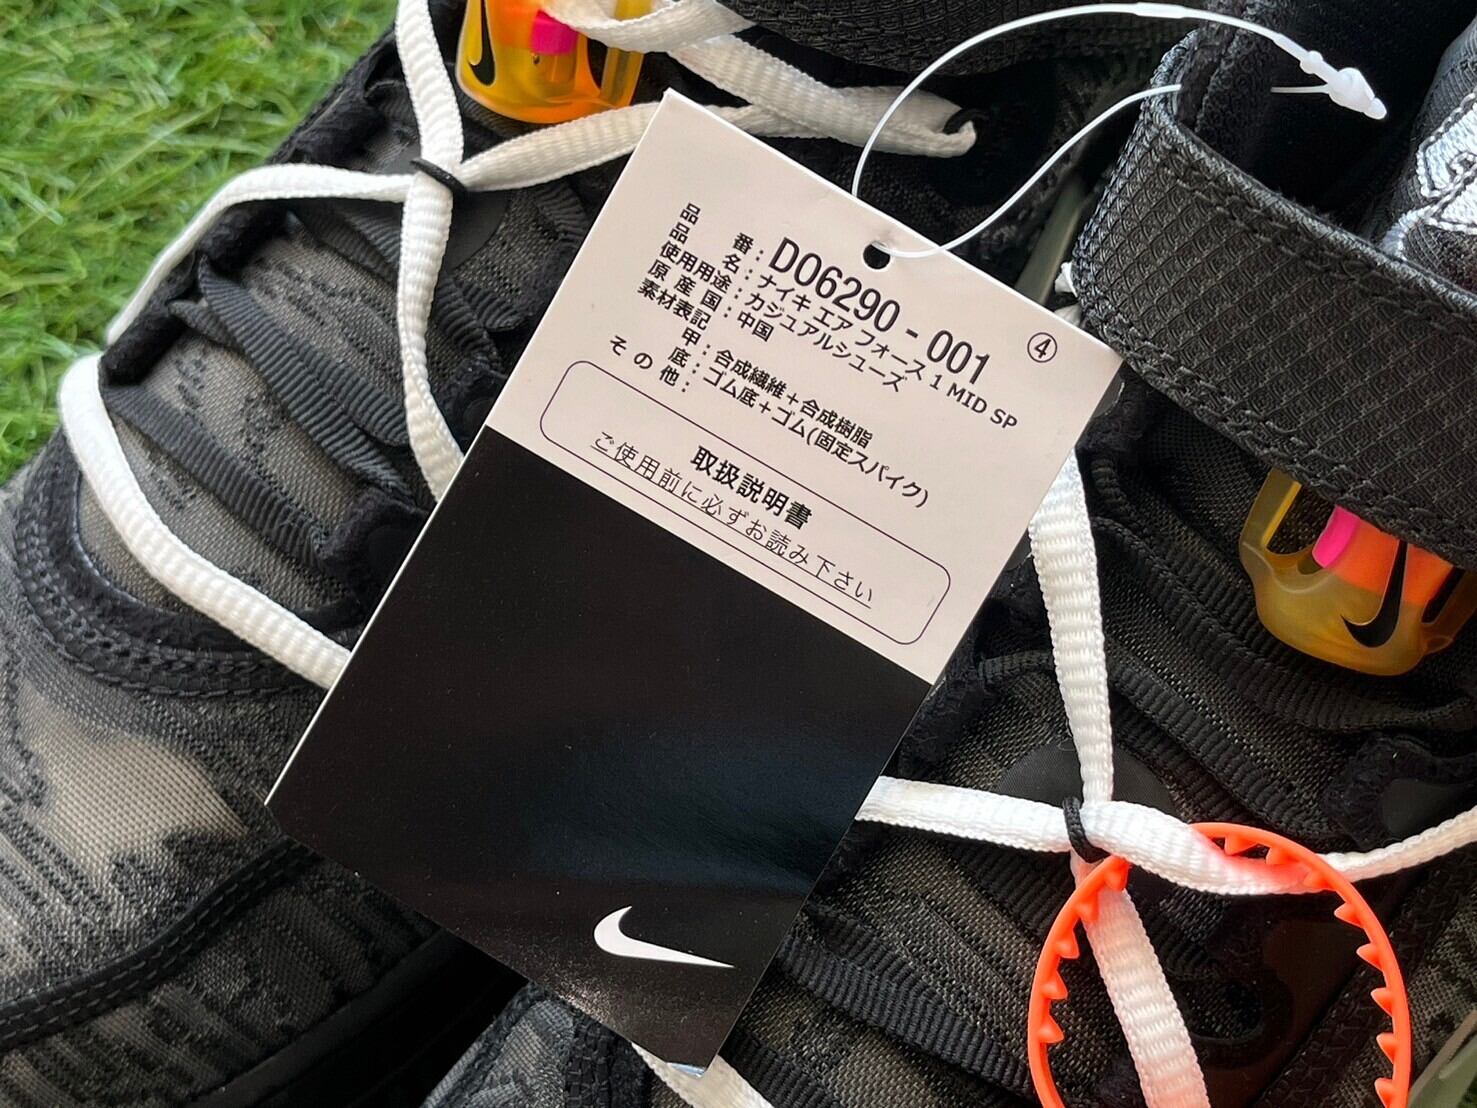 品　　番：DO6290 - 001　④
品　　名：ナイキ エア フォース 1 MID SP
使用用途：カジュアルシューズ
原 産 国：中国
素材表記
甲：合成繊維＋合成樹脂
底：ゴム底＋ゴム(固定スパイク)
そ の 他：
取扱説明書
ご使用前に必ずお読み下さい